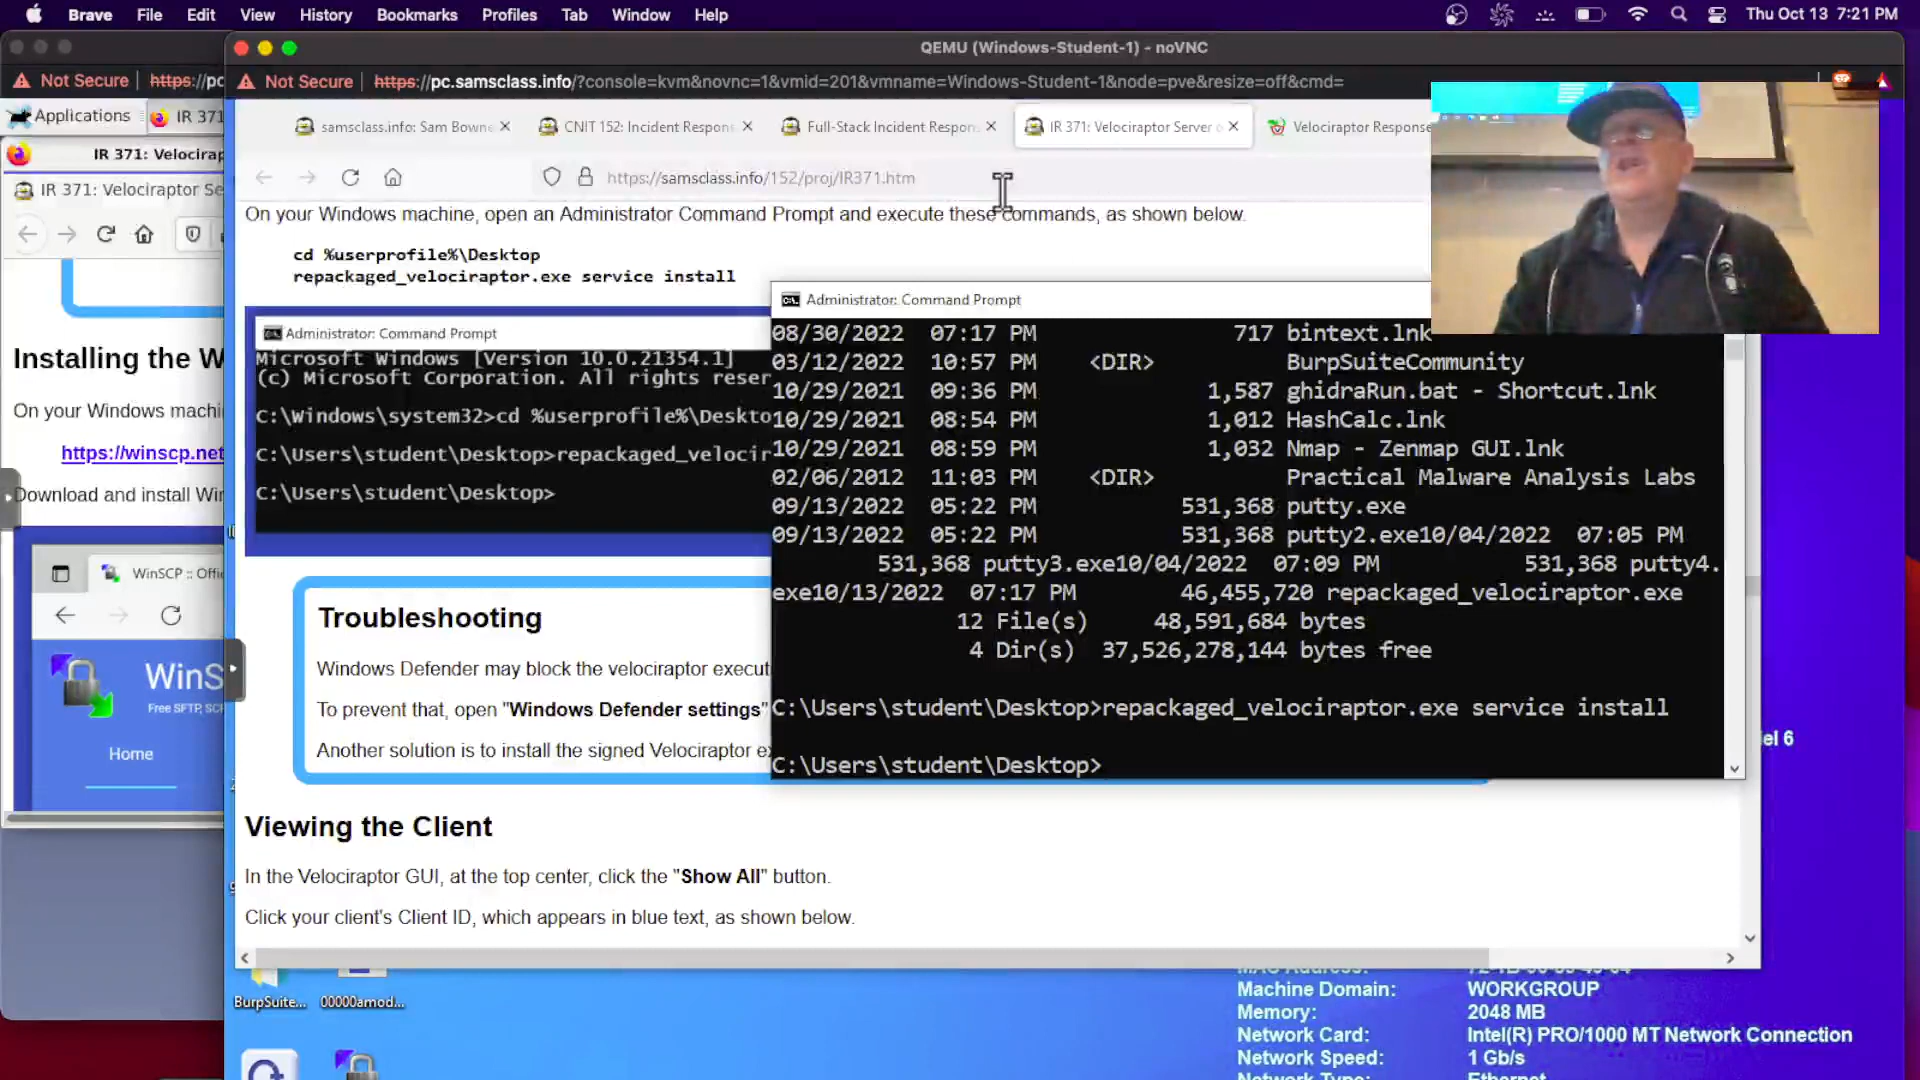 Brave File Edit View History Bookmarks Profiles Tab Window Help Thu Oct 13 7:21 PM
QEMU (Windows-Student-1) - noVNC
Not Secure https://pc
Not Secure https://pc.samsclass.info/?console=kvm&novnc=1&vmid=201&vmname=Windows-Student-1&node=pve&resize=off&cmd=
Applications IR 371
samsclass.info: Sam Bowne CNIT 152: Incident Respon Full-Stack Incident Respon IR 371: Velociraptor Server Velociraptor Response
IR 371: Velocirap
IR 371: Velociraptor Se
https://samsclass.info/152/proj/IR371.htm
On your Windows machine, open an Administrator Command Prompt and execute these commands, as shown below.
cd %userprofile%\Desktop
repackaged_velociraptor.exe service install
Administrator: Command Prompt
Microsoft Windows [Version 10.0.21354.1]
(c) Microsoft Corporation. All rights reser
C:\Windows\system32>cd %userprofile%\Deskto
C:\Users\student\Desktop>repackaged_velocir
C:\Users\student\Desktop>
Administrator: Command Prompt
08/30/2022 07:17 PM 717 bintext.lnk
03/12/2022 10:57 PM <DIR> BurpSuiteCommunity
10/29/2021 09:36 PM 1,587 ghidraRun.bat - Shortcut.lnk
10/29/2021 08:54 PM 1,012 HashCalc.lnk
10/29/2021 08:59 PM 1,032 Nmap - Zenmap GUI.lnk
02/06/2012 11:03 PM <DIR> Practical Malware Analysis Labs
09/13/2022 05:22 PM 531,368 putty.exe
09/13/2022 05:22 PM 531,368 putty2.exe10/04/2022 07:05 PM
531,368 putty3.exe10/04/2022 07:09 PM 531,368 putty4.
exe10/13/2022 07:17 PM 46,455,720 repackaged_velociraptor.exe
12 File(s) 48,591,684 bytes
4 Dir(s) 37,526,278,144 bytes free
C:\Users\student\Desktop>repackaged_velociraptor.exe service install
C:\Users\student\Desktop>
Installing the W
On your Windows machi
https://winscp.net
Download and install Wi
WinSCP :: Offi
WinS
Free SFTP, SC
Home
Troubleshooting
Windows Defender may block the velociraptor execut
To prevent that, open "Windows Defender settings"
Another solution is to install the signed Velociraptor e
Viewing the Client
In the Velociraptor GUI, at the top center, click the "Show All" button.
Click your client's Client ID, which appears in blue text, as shown below.
el 6
BurpSuite... 00000amod...
Machine Domain: WORKGROUP
Memory: 2048 MB
Network Card: Intel(R) PRO/1000 MT Network Connection
Network Speed: 1 Gb/s